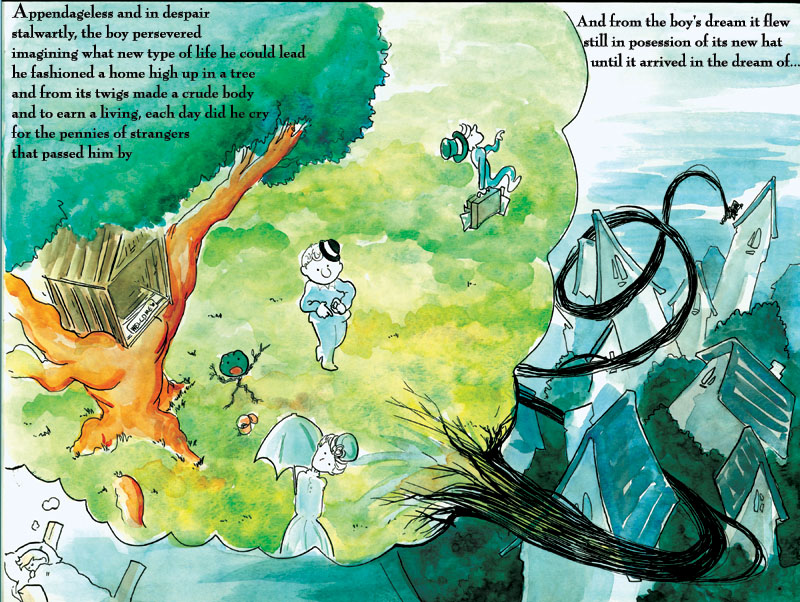 Appendageless and in despair
stalwartly, the boy persevered
imagining what new type of life he could lead
he fashioned a home high up in a tree
and from its twigs made a crude body
and to earn a living, each day did he cry
for the pennies of strangers
that passed him by
And from the boy's dream it flew
still in posession of its new hat
until it arrived in the dream of...
WELCOME